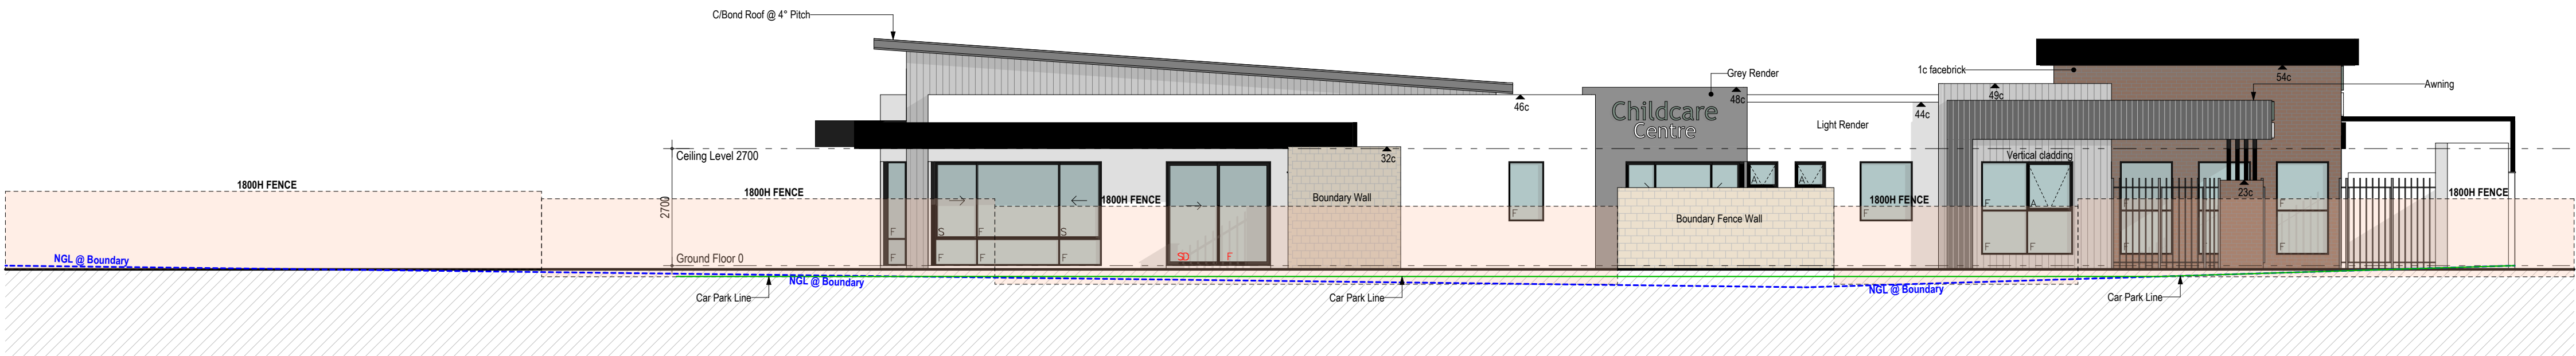 C/Bond Roof @ 4° Pitch
Grey Render
1c facebrick
54c
Awning
49c
48c
46c
44c
Childcare
Centre
Light Render
Ceiling Level 2700
32c
Vertical cladding
A
A
1800H FENCE
1800H FENCE
1800H FENCE
1800H FENCE
1800H FENCE
2700
Boundary Wall
Boundary Fence Wall
23c
F
F
F
A
F
S
F
S
F
F
F
F
F
F
F
F
F
F
SD
F
Ground Floor 0
NGL @ Boundary
NGL @ Boundary
NGL @ Boundary
Car Park Line
Car Park Line
Car Park Line